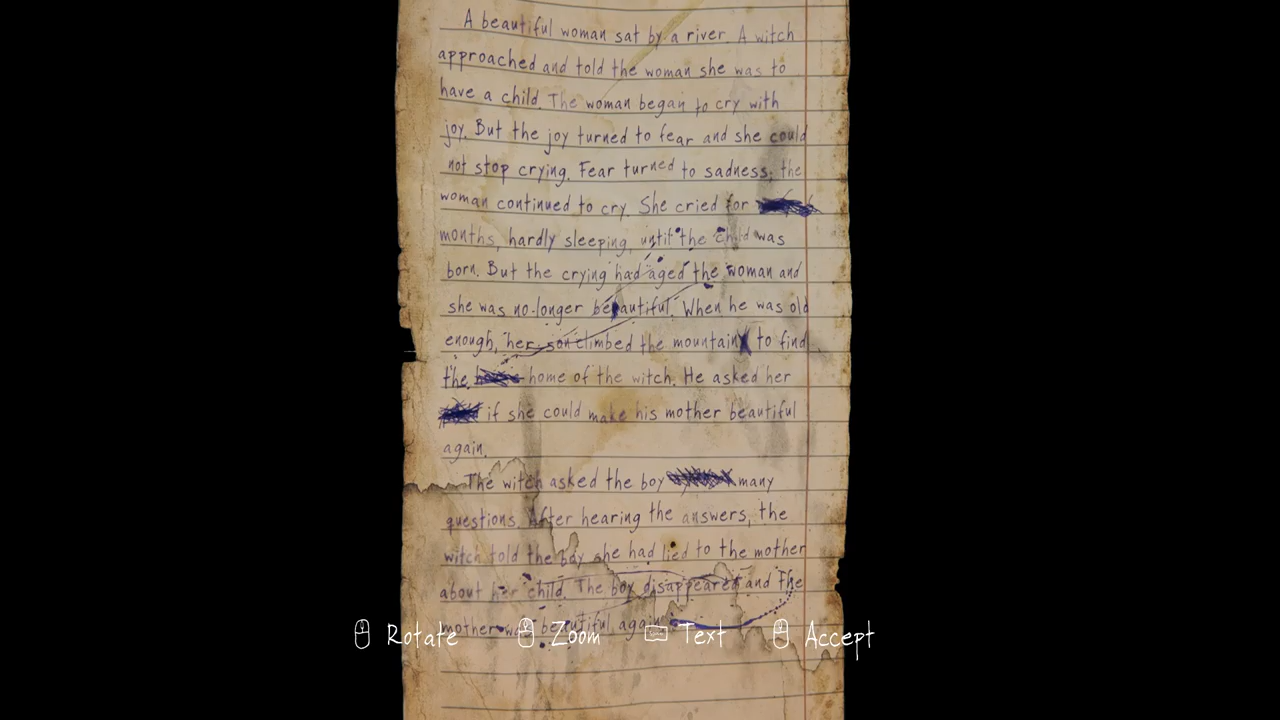 A beautiful woman sat by a river. A witch
approached and told the woman she was to
have a child. The woman began to cry with
joy. But the joy turned to fear and she could
not stop crying. Fear turned to sadness, the
woman continued to cry. She cried for
months, hardly sleeping, until the child was
born. But the crying had aged the woman and
she was no-longer beautiful. When he was old
enough, her son climbed the mountain to find
the home of the witch. He asked her
if she could make his mother beautiful
again.
The witch asked the boy many
questions. After hearing the answers, the
witch told the boy she had lied to the mother
about her child. The boy disappeared and the
mother was beautiful again.
Rotate Zoom Text Accept